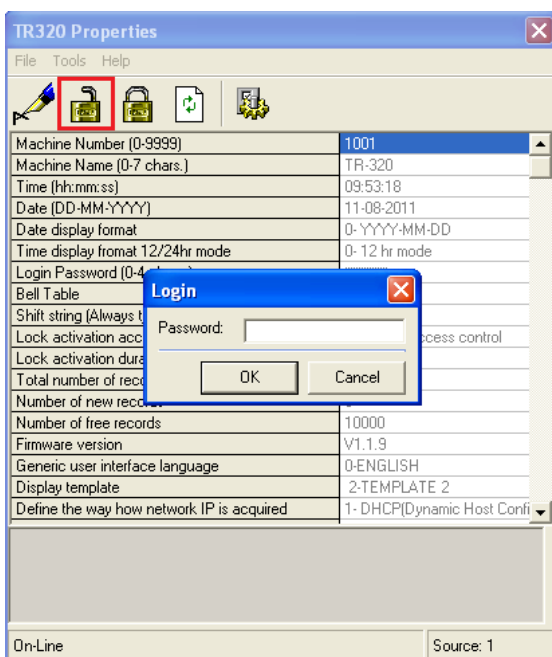 TR320 Properties
File Tools Help
Machine Number (0-9999) 1001
Machine Name (0-7 chars.) TR-320
Time (hh:mm:ss) 09:53:18
Date (DD-MM-YYYY) 11-08-2011
Date display format 0- YYYY-MM-DD
Time display fromat 12/24hr mode 0- 12 hr mode
Login Password (0-4
Bell Table
Login
Shift string (Always
Password:
Lock activation access control
Lock activation
OK Cancel
Total number of
Number of new
Number of free records 10000
Firmware version V1.1.9
Generic user interface language 0-ENGLISH
Display template 2-TEMPLATE 2
Define the way how network IP is acquired 1- DHCP(Dynamic Host Confi
On-Line Source: 1